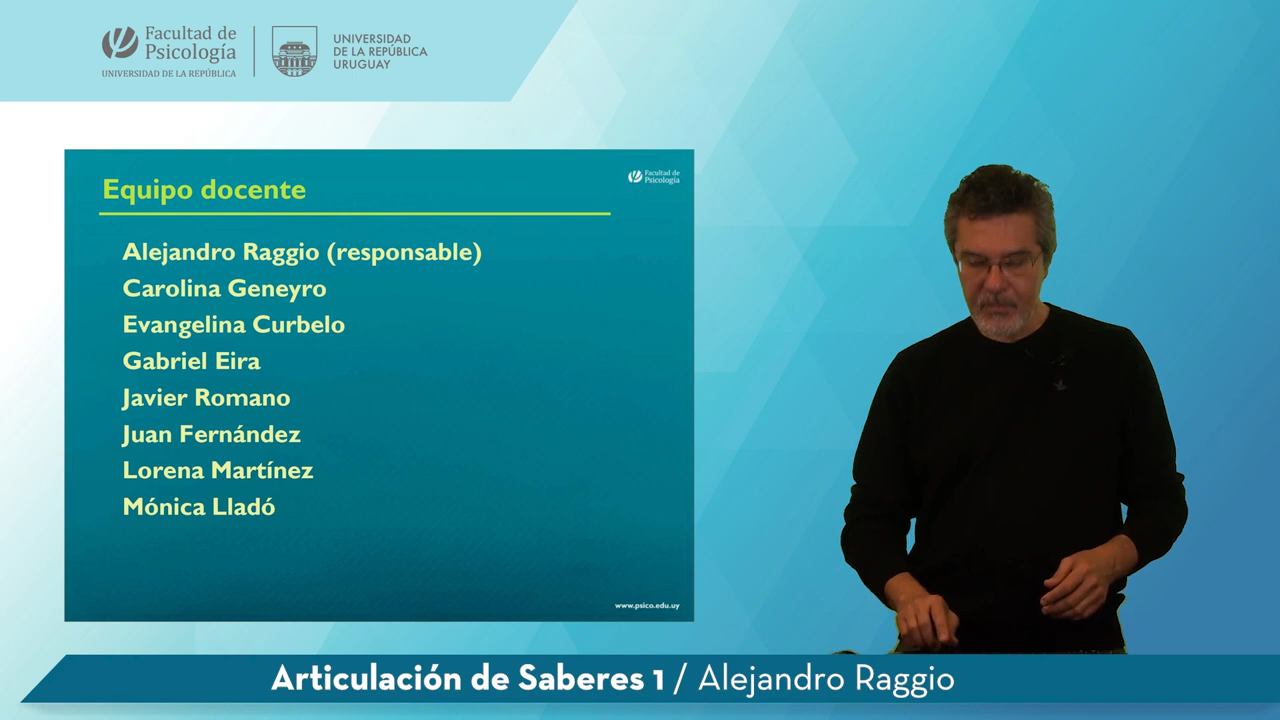 Facultad de
Psicología
UNIVERSIDAD DE LA REPÚBLICA
UNIVERSIDAD
DE LA REPÚBLICA
URUGUAY
Equipo docente
Facultad de
Psicología
Alejandro Raggio (responsable)
Carolina Geneyro
Evangelina Curbelo
Gabriel Eira
Javier Romano
Juan Fernández
Lorena Martínez
Mónica Lladó
www.psico.edu.uy
Articulación de Saberes 1 / Alejandro Raggio